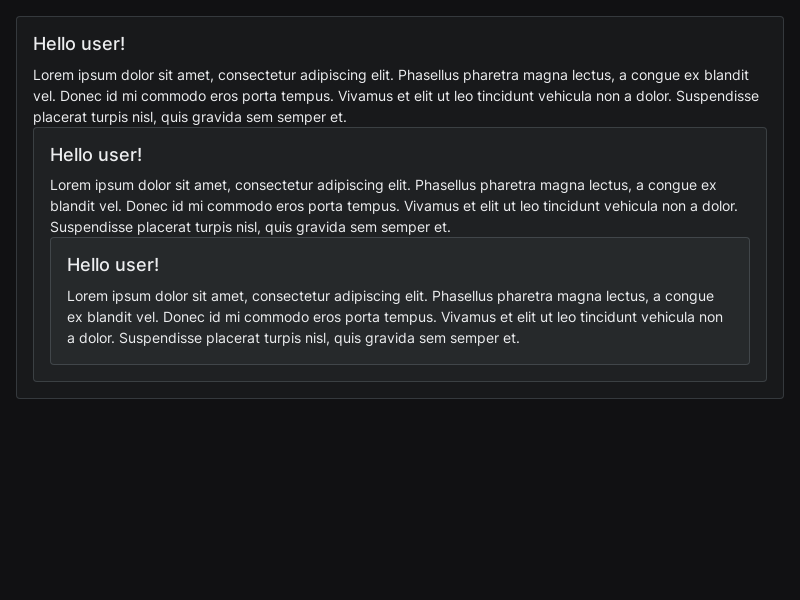 Hello user!
Lorem ipsum dolor sit amet, consectetur adipiscing elit. Phasellus pharetra magna lectus, a congue ex blandit
vel. Donec id mi commodo eros porta tempus. Vivamus et elit ut leo tincidunt vehicula non a dolor. Suspendisse
placerat turpis nisl, quis gravida sem semper et.
Hello user!
Lorem ipsum dolor sit amet, consectetur adipiscing elit. Phasellus pharetra magna lectus, a congue ex
blandit vel. Donec id mi commodo eros porta tempus. Vivamus et elit ut leo tincidunt vehicula non a dolor.
Suspendisse placerat turpis nisl, quis gravida sem semper et.
Hello user!
Lorem ipsum dolor sit amet, consectetur adipiscing elit. Phasellus pharetra magna lectus, a congue
ex blandit vel. Donec id mi commodo eros porta tempus. Vivamus et elit ut leo tincidunt vehicula non
a dolor. Suspendisse placerat turpis nisl, quis gravida sem semper et.